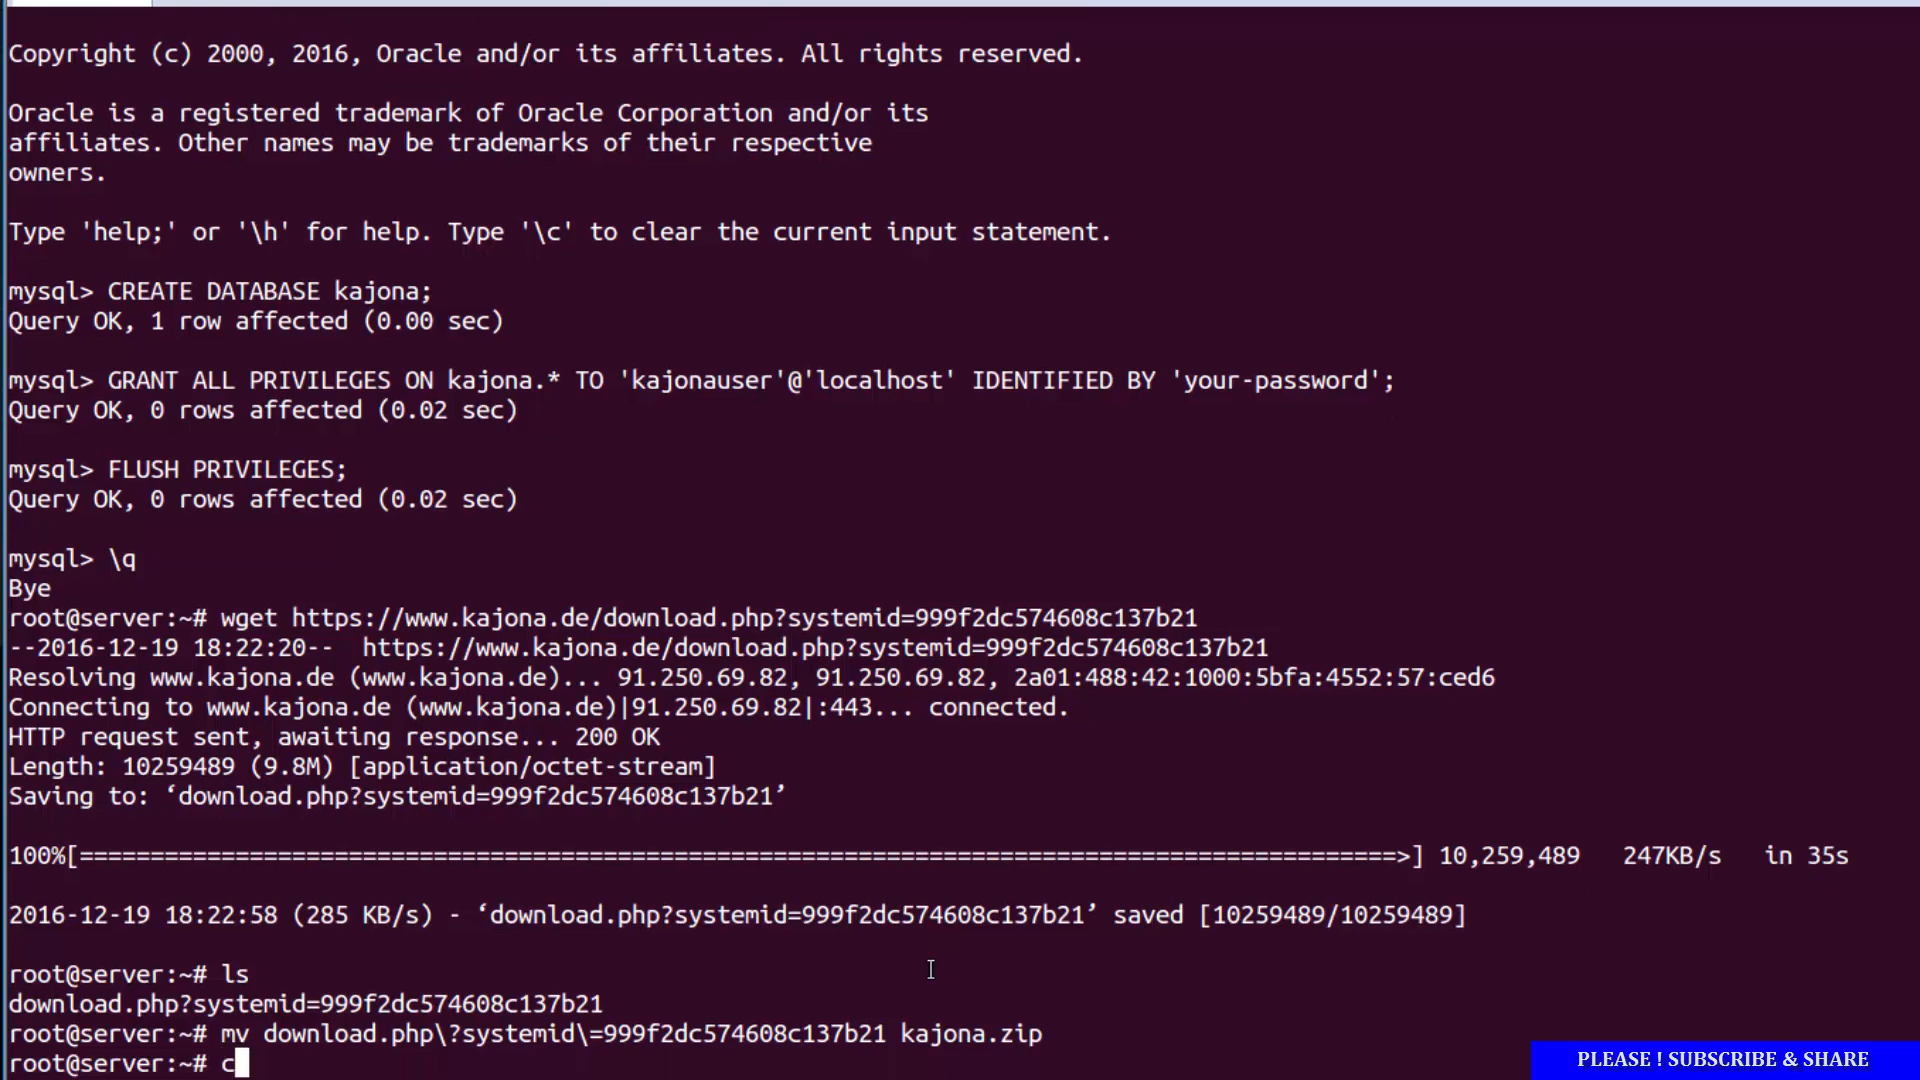 Copyright (c) 2000, 2016, Oracle and/or its affiliates. All rights reserved.
Oracle is a registered trademark of Oracle Corporation and/or its
affiliates. Other names may be trademarks of their respective
owners.
Type 'help;' or '\h' for help. Type '\c' to clear the current input statement.
mysql> CREATE DATABASE kajona;
Query OK, 1 row affected (0.00 sec)
mysql> GRANT ALL PRIVILEGES ON kajona.* TO 'kajonauser'@'localhost' IDENTIFIED BY 'your-password';
Query OK, 0 rows affected (0.02 sec)
mysql> FLUSH PRIVILEGES;
Query OK, 0 rows affected (0.02 sec)
mysql> \q
Bye
root@server:~# wget https://www.kajona.de/download.php?systemid=999f2dc574608c137b21
--2016-12-19 18:22:20--  https://www.kajona.de/download.php?systemid=999f2dc574608c137b21
Resolving www.kajona.de (www.kajona.de)... 91.250.69.82, 91.250.69.82, 2a01:488:42:1000:5bfa:4552:57:ced6
Connecting to www.kajona.de (www.kajona.de)|91.250.69.82|:443... connected.
HTTP request sent, awaiting response... 200 OK
Length: 10259489 (9.8M) [application/octet-stream]
Saving to: ‘download.php?systemid=999f2dc574608c137b21’
100%[=============================================================================================>] 10,259,489   247KB/s   in 35s
2016-12-19 18:22:58 (285 KB/s) - ‘download.php?systemid=999f2dc574608c137b21’ saved [10259489/10259489]
root@server:~# ls
download.php?systemid=999f2dc574608c137b21
root@server:~# mv download.php\?systemid\=999f2dc574608c137b21 kajona.zip
root@server:~# c
PLEASE ! SUBSCRIBE & SHARE